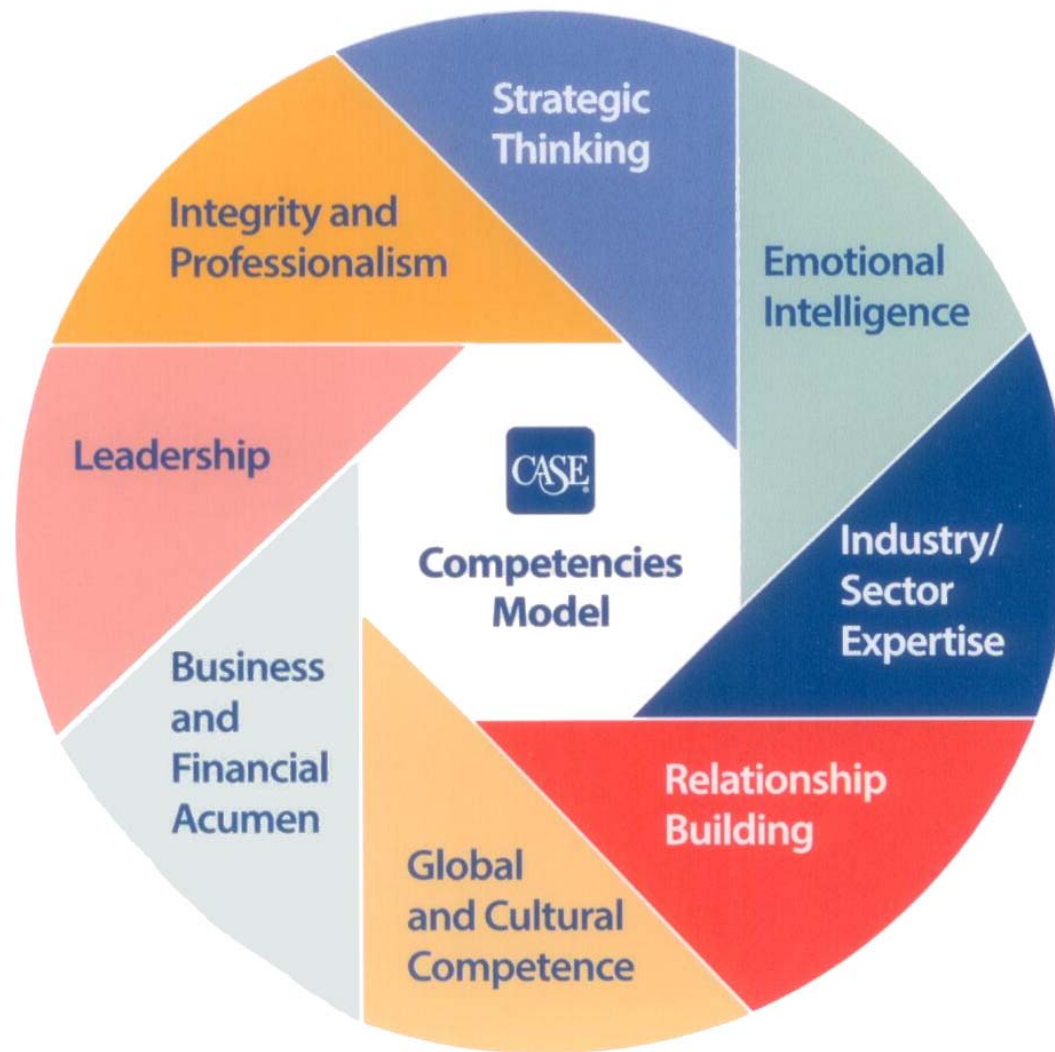 Strategic
Thinking
Emotional
Intelligence
Industry/
Sector
Expertise
Relationship
Building
Global
and Cultural
Competence
Business
and
Financial
Acumen
Leadership
Integrity and
Professionalism
CASE®
Competencies
Model